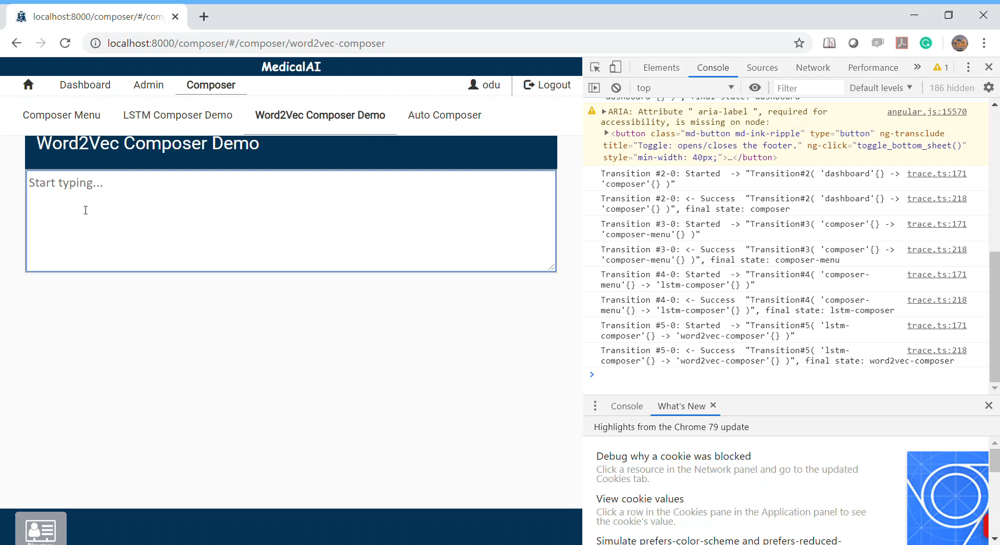 localhost:8000/composer/#/com
localhost:8000/composer/#/composer/word2vec-composer
MedicalAI
Dashboard Admin Composer odu Logout
Composer Menu LSTM Composer Demo Word2Vec Composer Demo Auto Composer
Word2Vec Composer Demo
Start typing...
Elements Console Sources Network Performance » 1
top Filter Default levels 186 hidden
ARIA: Attribute " aria-label ", required for angular.js:15570
accessibility, is missing on node:
<button class="md-button md-ink-ripple" type="button" ng-transclude
title="Toggle: opens/closes the footer." ng-click="toggle_bottom_sheet()"
style="min-width: 40px;">…</button>
Transition #2-0: Started -> "Transition#2( 'dashboard'{} -> trace.ts:171
'composer'{} )"
Transition #2-0: <- Success "Transition#2( 'dashboard'{} -> trace.ts:218
'composer'{} )", final state: composer
Transition #3-0: Started -> "Transition#3( 'composer'{} -> trace.ts:171
'composer-menu'{} )"
Transition #3-0: <- Success "Transition#3( 'composer'{} -> trace.ts:218
'composer-menu'{} )", final state: composer-menu
Transition #4-0: Started -> "Transition#4( 'composer- trace.ts:171
menu'{} -> 'lstm-composer'{} )"
Transition #4-0: <- Success "Transition#4( 'composer- trace.ts:218
menu'{} -> 'lstm-composer'{} )", final state: lstm-composer
Transition #5-0: Started -> "Transition#5( 'lstm- trace.ts:171
composer'{} -> 'word2vec-composer'{} )"
Transition #5-0: <- Success "Transition#5( 'lstm- trace.ts:218
composer'{} -> 'word2vec-composer'{} )", final state: word2vec-composer
Console What's New
Highlights from the Chrome 79 update
Debug why a cookie was blocked
Click a resource in the Network panel and go to the updated
Cookies tab.
View cookie values
Click a row in the Cookies pane in the Application panel to see
the cookie's value.
Simulate prefers-color-scheme and prefers-reduced-